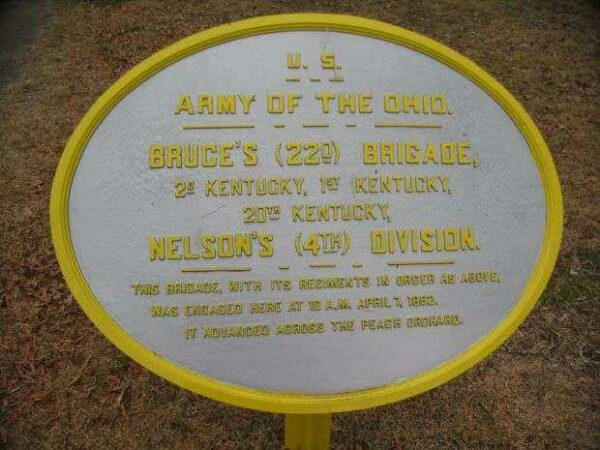 U. S.
ARMY OF THE OHIO.
BRUCE'S (22D) BRIGADE,
2D KENTUCKY, 1ST KENTUCKY,
20TH KENTUCKY,
NELSON'S (4TH) DIVISION.
THIS BRIGADE, WITH ITS REGIMENTS IN ORDER AS ABOVE,
WAS ENGAGED HERE AT 10 A.M. APRIL 7, 1862.
IT ADVANCED ACROSS THE PEACH ORCHARD.